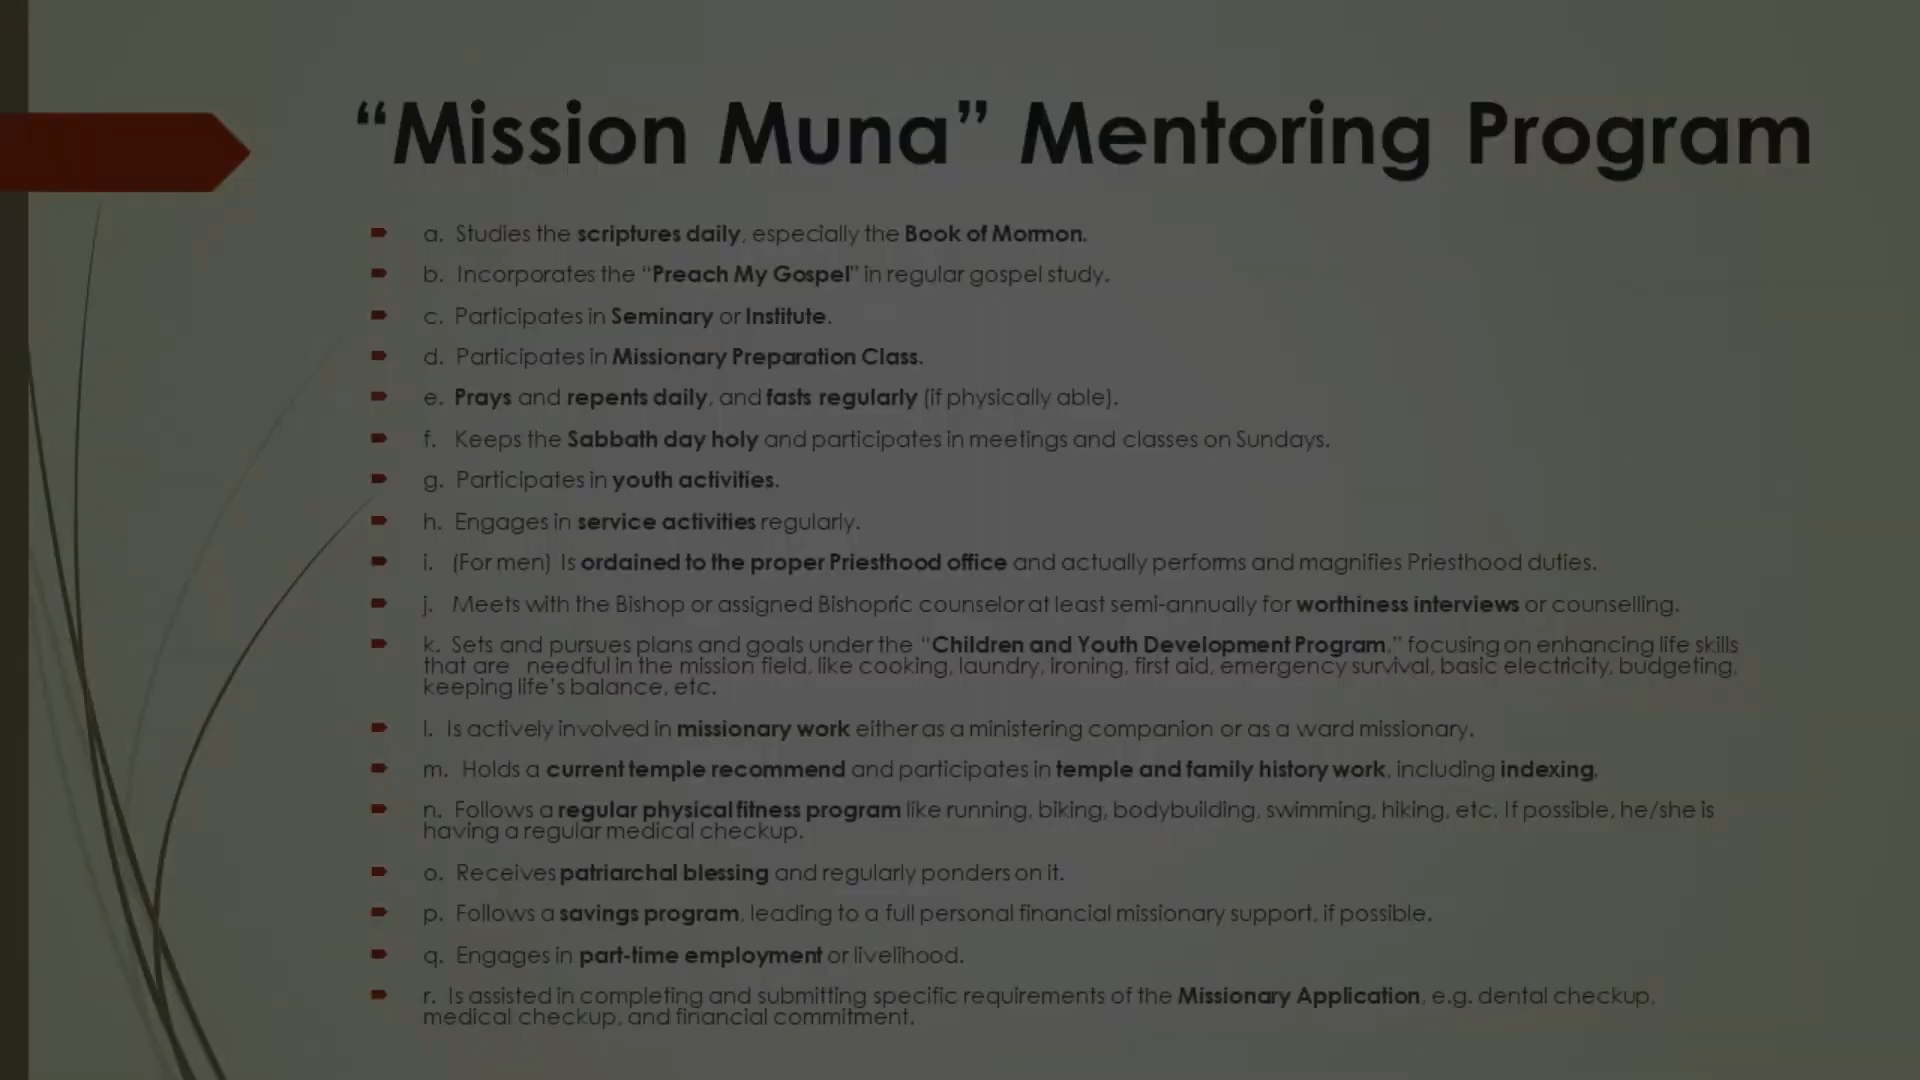 “Mission Muna” Mentoring Program
a. Studies the scriptures daily, especially the Book of Mormon.
b. Incorporates the “Preach My Gospel” in regular gospel study.
c. Participates in Seminary or Institute.
d. Participates in Missionary Preparation Class.
e. Prays and repents daily, and fasts regularly (if physically able).
f. Keeps the Sabbath day holy and participates in meetings and classes on Sundays.
g. Participates in youth activities.
h. Engages in service activities regularly.
i. (For men) Is ordained to the proper Priesthood office and actually performs and magnifies Priesthood duties.
j. Meets with the Bishop or assigned Bishopric counselor at least semi-annually for worthiness interviews or counselling.
k. Sets and pursues plans and goals under the “Children and Youth Development Program,” focusing on enhancing life skills
that are needful in the mission field, like cooking, laundry, ironing, first aid, emergency survival, basic electricity, budgeting,
keeping life’s balance, etc.
l. Is actively involved in missionary work either as a ministering companion or as a ward missionary.
m. Holds a current temple recommend and participates in temple and family history work, including indexing.
n. Follows a regular physical fitness program like running, biking, bodybuilding, swimming, hiking, etc. If possible, he/she is
having a regular medical checkup.
o. Receives patriarchal blessing and regularly ponders on it.
p. Follows a savings program, leading to a full personal financial missionary support, if possible.
q. Engages in part-time employment or livelihood.
r. Is assisted in completing and submitting specific requirements of the Missionary Application, e.g. dental checkup,
medical checkup, and financial commitment.